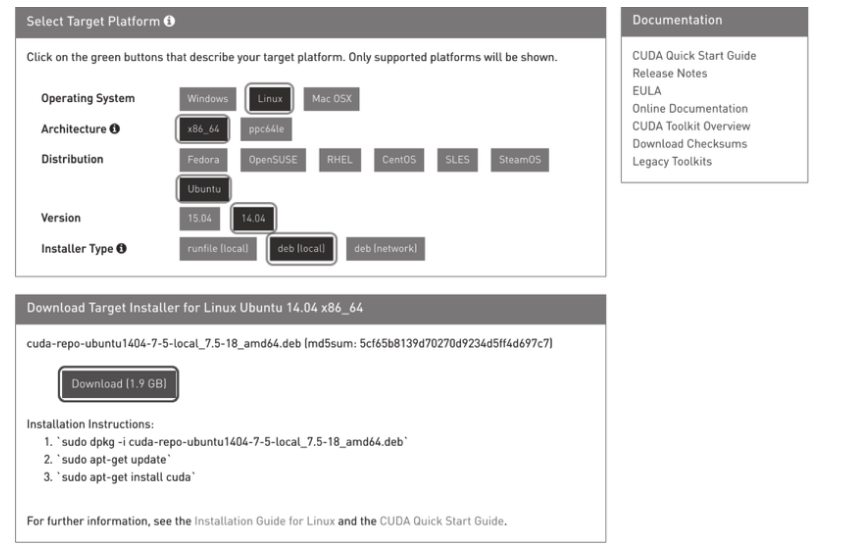 Select Target Platform
Click on the green buttons that describe your target platform. Only supported platforms will be shown.
Operating System Windows Linux Mac OSX
Architecture x86_64 ppc64le
Distribution Fedora OpenSUSE RHEL CentOS SLES SteamOS
Ubuntu
Version 15.04 14.04
Installer Type runfile (local) deb (local) deb (network)
Documentation
CUDA Quick Start Guide
Release Notes
EULA
Online Documentation
CUDA Toolkit Overview
Download Checksums
Legacy Toolkits
Download Target Installer for Linux Ubuntu 14.04 x86_64
cuda-repo-ubuntu1404-7-5-local_7.5-18_amd64.deb (md5sum: 5cf65b8139d70270d9234d5ff4d697c7)
Download (1.9 GB)
Installation Instructions:
1. `sudo dpkg -i cuda-repo-ubuntu1404-7-5-local_7.5-18_amd64.deb`
2. `sudo apt-get update`
3. `sudo apt-get install cuda`
For further information, see the Installation Guide for Linux and the CUDA Quick Start Guide.